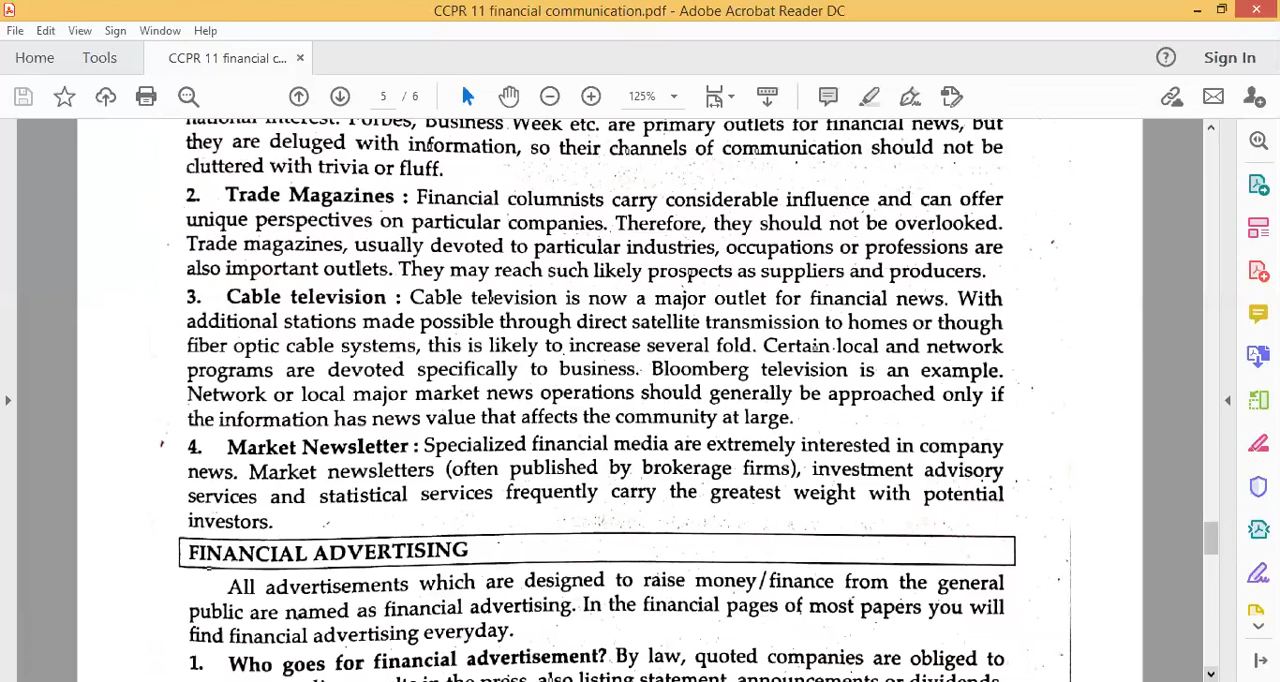 CCPR 11 financial communication.pdf - Adobe Acrobat Reader DC
File Edit View Sign Window Help
Home Tools CCPR 11 financial c... × Sign In
5 / 6 125%
national interest. Forbes, Business Week etc. are primary outlets for financial news, but
they are deluged with information, so their channels of communication should not be
cluttered with trivia or fluff.
2. Trade Magazines : Financial columnists carry considerable influence and can offer
unique perspectives on particular companies. Therefore, they should not be overlooked.
Trade magazines, usually devoted to particular industries, occupations or professions are
also important outlets. They may reach such likely prospects as suppliers and producers.
3. Cable television : Cable television is now a major outlet for financial news. With
additional stations made possible through direct satellite transmission to homes or though
fiber optic cable systems, this is likely to increase several fold. Certain local and network
programs are devoted specifically to business. Bloomberg television is an example.
Network or local major market news operations should generally be approached only if
the information has news value that affects the community at large.
4. Market Newsletter : Specialized financial media are extremely interested in company
news. Market newsletters (often published by brokerage firms), investment advisory
services and statistical services frequently carry the greatest weight with potential
investors.
FINANCIAL ADVERTISING
All advertisements which are designed to raise money/finance from the general
public are named as financial advertising. In the financial pages of most papers you will
find financial advertising everyday.
1. Who goes for financial advertisement? By law, quoted companies are obliged to
results in the press, also listing statement, announcements or dividends,